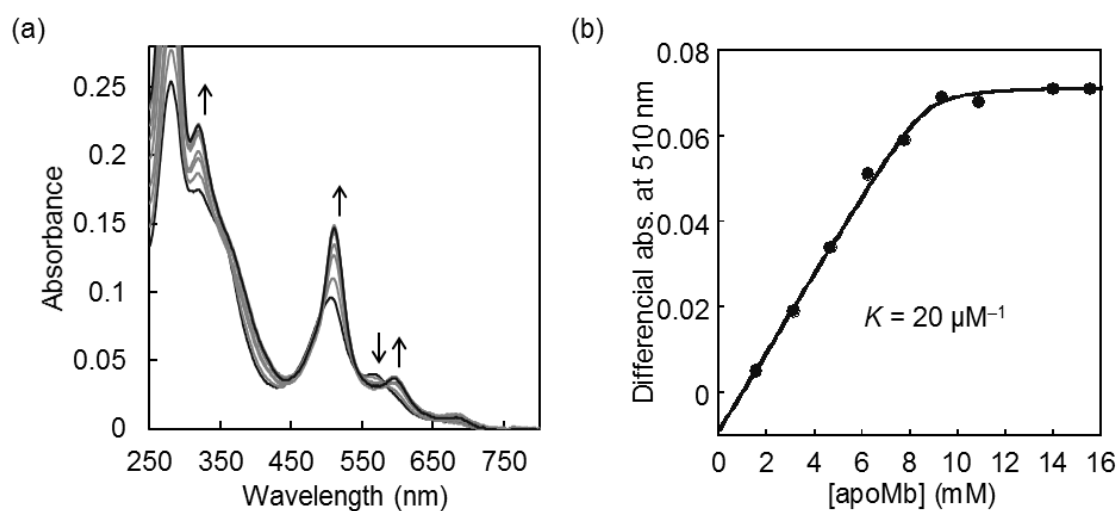 (a)
0.25
0.2
0.15
0.1
0.05
0
Absorbance
250 350 450 550 650 750
Wavelength (nm)
(b)
0.08
0.06
0.04
0.02
0
Differencial abs. at 510 nm
K = 20 μM⁻¹
0 2 4 6 8 10 12 14 16
[apoMb] (mM)